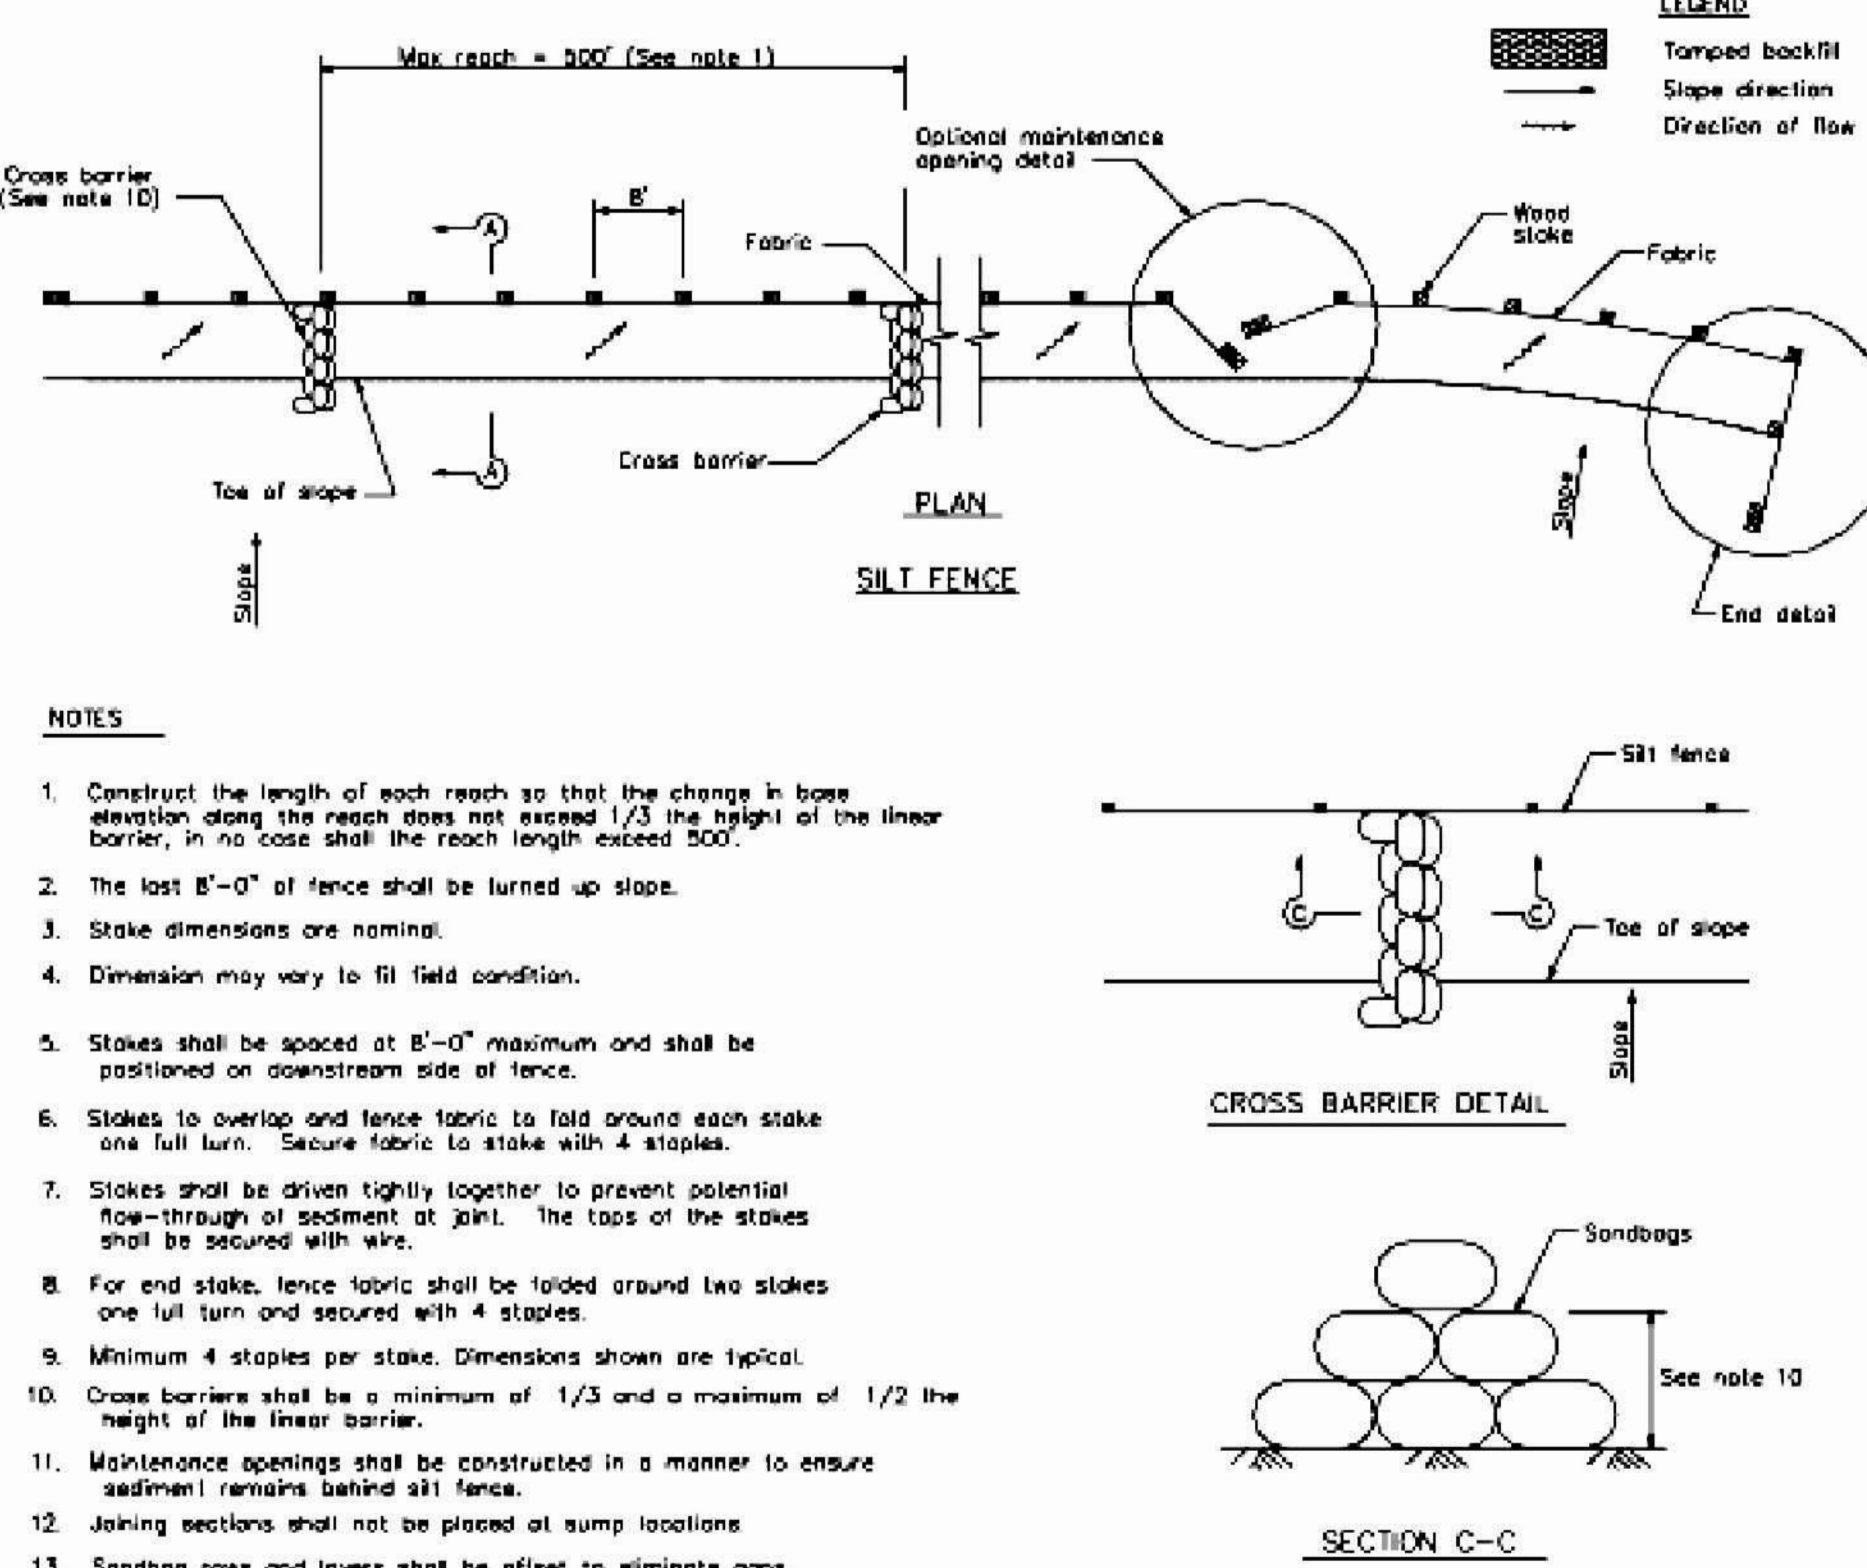 LEGEND
Tamped backfill
Slope direction
Direction of flow
Max reach = 500' (See note 1)
Optional maintenance
opening detail
Cross barrier
(See note 10)
A
8'
Fabric
Wood
stake
Fabric
Cross barrier
Toe of slope
A
PLAN
Slope
Slope
SILT FENCE
End detail
NOTES
1. Construct the length of each reach so that the change in base
elevation along the reach does not exceed 1/3 the height of the linear
barrier, in no case shall the reach length exceed 500'.
2. The last 8'-0" of fence shall be turned up slope.
3. Stake dimensions are nominal.
4. Dimension may vary to fit field condition.
5. Stakes shall be spaced at 8'-0" maximum and shall be
positioned on downstream side of fence.
6. Stakes to overlap and fence fabric to fold around each stake
one full turn. Secure fabric to stake with 4 staples.
7. Stakes shall be driven tightly together to prevent potential
flow-through of sediment at joint. The tops of the stakes
shall be secured with wire.
8. For end stake, fence fabric shall be folded around two stakes
one full turn and secured with 4 staples.
9. Minimum 4 staples per stake. Dimensions shown are typical.
10. Cross barriers shall be a minimum of 1/3 and a maximum of 1/2 the
height of the linear barrier.
11. Maintenance openings shall be constructed in a manner to ensure
sediment remains behind silt fence.
12. Joining sections shall not be placed at sump locations.
13. Sandbag rows and layers shall be offset to eliminate gaps.
Silt fence
C
C
Toe of slope
Slope
CROSS BARRIER DETAIL
Sandbags
See note 10
SECTION C-C